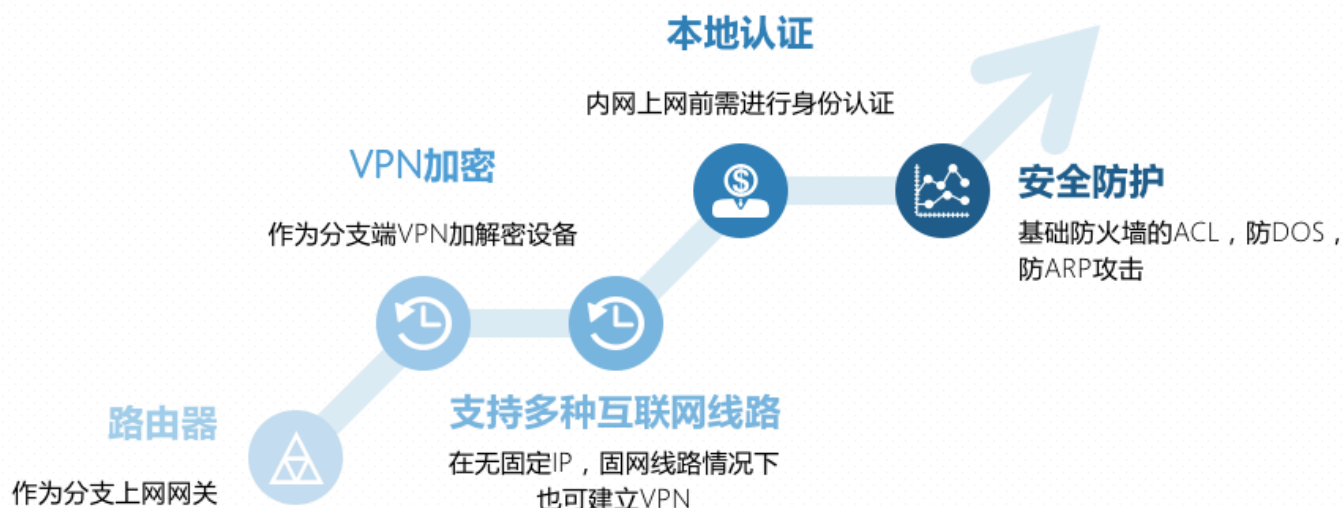 本地认证
内网上网前需进行身份认证
VPN加密
作为分支端VPN加解密设备
安全防护
基础防火墙的ACL，防DOS，
防ARP攻击
路由器
作为分支上网网关
支持多种互联网线路
在无固定IP，固网线路情况下
也可建立VPN